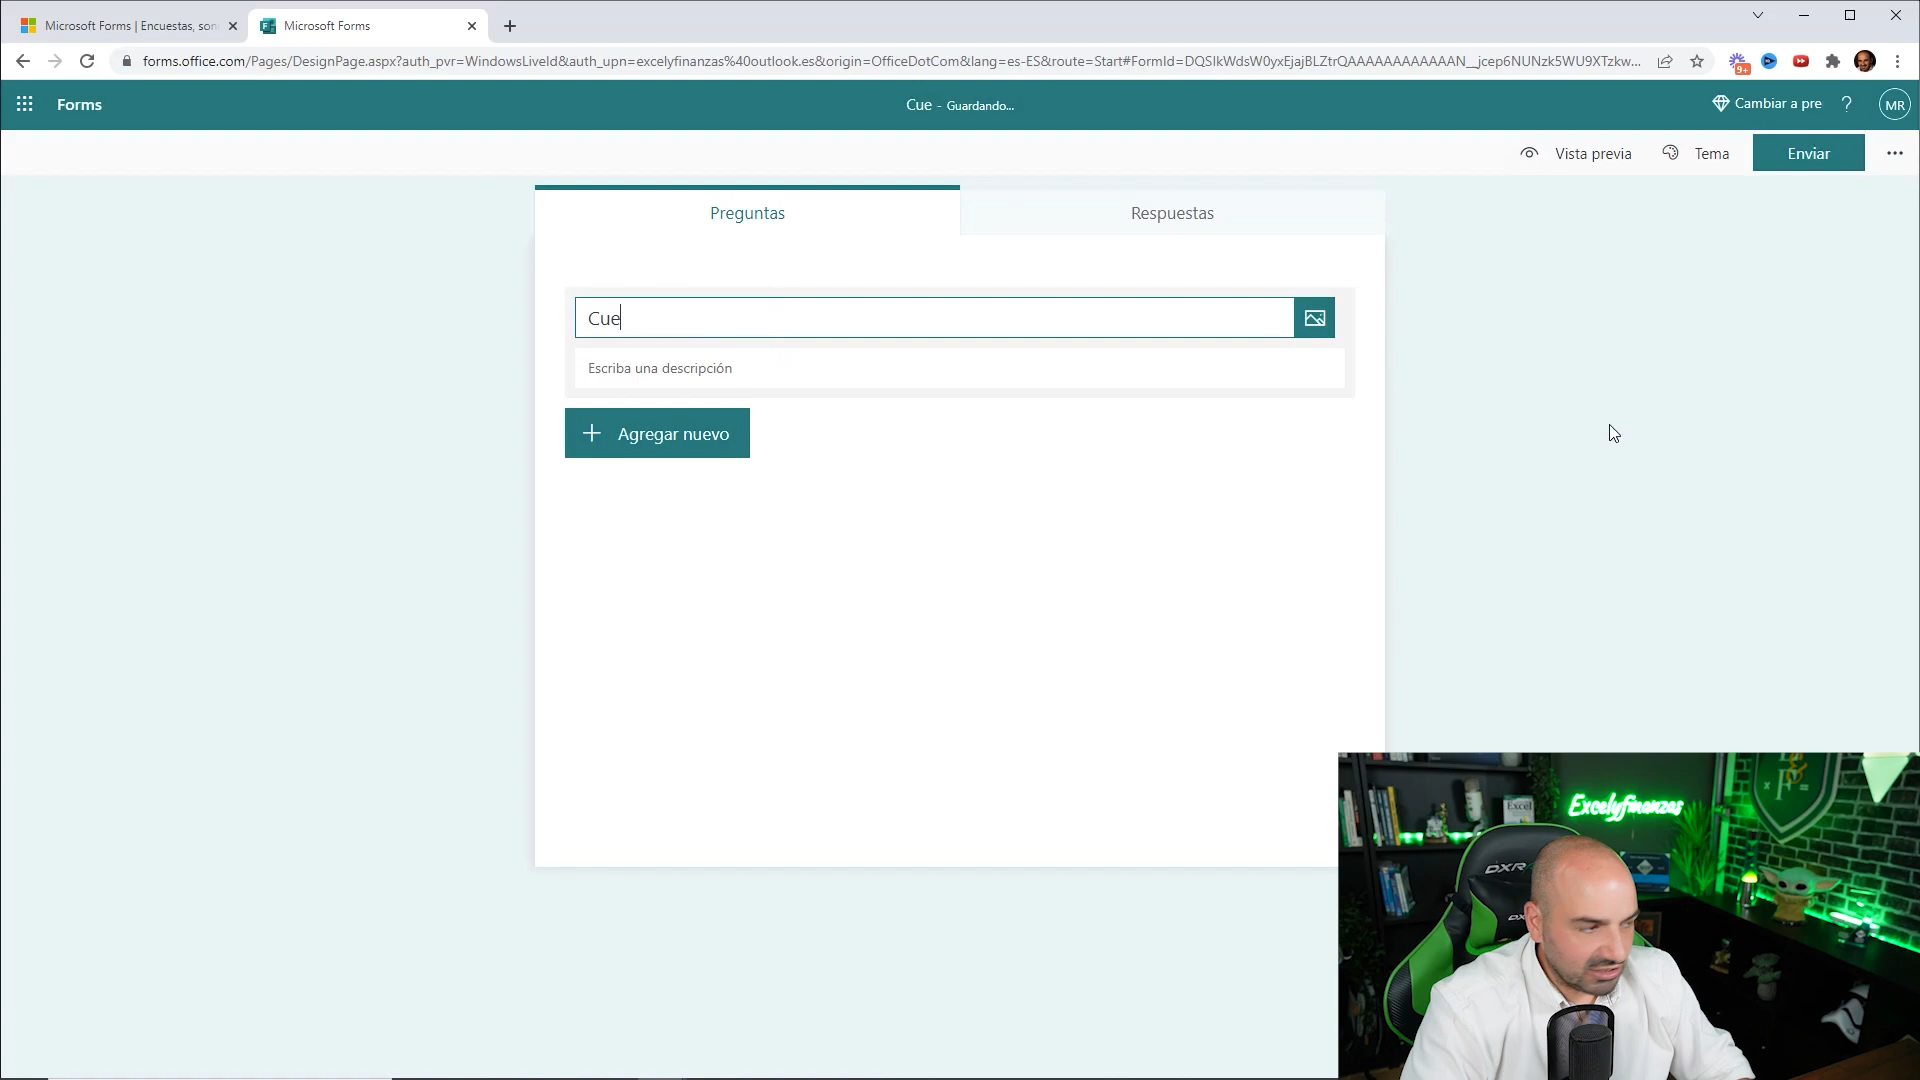 Microsoft Forms | Encuestas, son
Microsoft Forms
forms.office.com/Pages/DesignPage.aspx?auth_pvr=WindowsLiveId&auth_upn=excelyfinanzas%40outlook.es&origin=OfficeDotCom&lang=es-ES&route=Start#FormId=DQSIkWdsW0yxEjajBLZtrQAAAAAAAAAAAAN__jcep6NUNzk5WU9XTzkw...
9+
Forms
Cue - Guardando...
Cambiar a pre
?
MR
Vista previa
Tema
Enviar
Preguntas
Respuestas
Cue
Escriba una descripción
Agregar nuevo
Excelyfinanzas
Excel